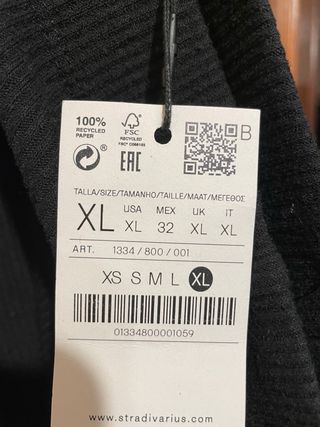 100%
RECYCLED
PAPER
FSC
RECYCLED
B
®
EAC
TALLA/SIZE/TAMANHO/TAILLE/MAAT/ΜΕΓΕΘΟΣ
XL USA MEX UK IT
XL 32 XL XL
ART. 1334 / 800 / 001
XS S M L XL
01334800001059
www.stradivarius.com